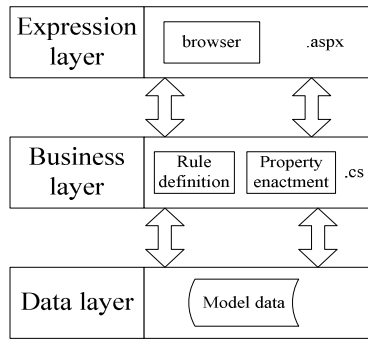 Expression
layer
browser
.aspx
Business
layer
Rule
definition
Property
enactment
.cs
Data layer
Model data